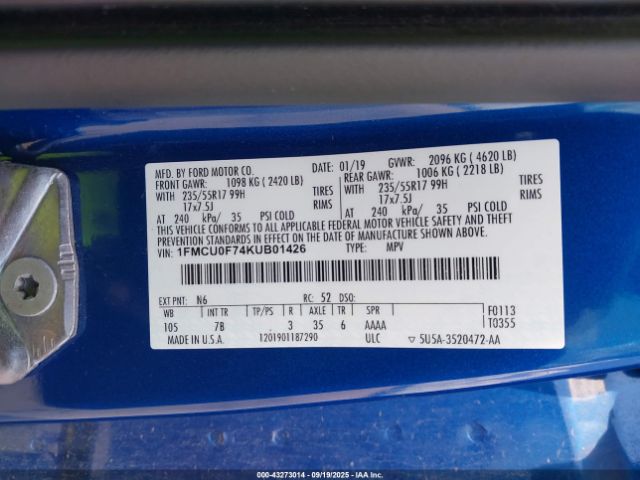 MFD. BY FORD MOTOR CO. DATE: 01/19 GVWR: 2096 KG ( 4620 LB)
FRONT GAWR: 1098 KG ( 2420 LB) REAR GAWR: 1006 KG ( 2218 LB)
WITH 235/55R17 99H TIRES WITH 235/55R17 99H TIRES
17x7.5J RIMS 17x7.5J RIMS
AT 240 kPa/ 35 PSI COLD AT 240 kPa/ 35 PSI COLD
THIS VEHICLE CONFORMS TO ALL APPLICABLE FEDERAL MOTOR VEHICLE SAFETY AND THEFT
PREVENTION STANDARDS IN EFFECT ON THE DATE OF MANUFACTURE SHOWN ABOVE.
VIN: 1FMCU0F74KUB01426 TYPE: MPV
EXT PNT: N6 RC: 52 DSO:
WB INT TR TP/PS R AXLE TR SPR F0113
105 7B 3 35 6 AAAA T0355
MADE IN U.S.A. 1201901187290 ULC ▽ 5U5A-3520472-AA
000-43273014 - 09/19/2025 - IAA Inc.